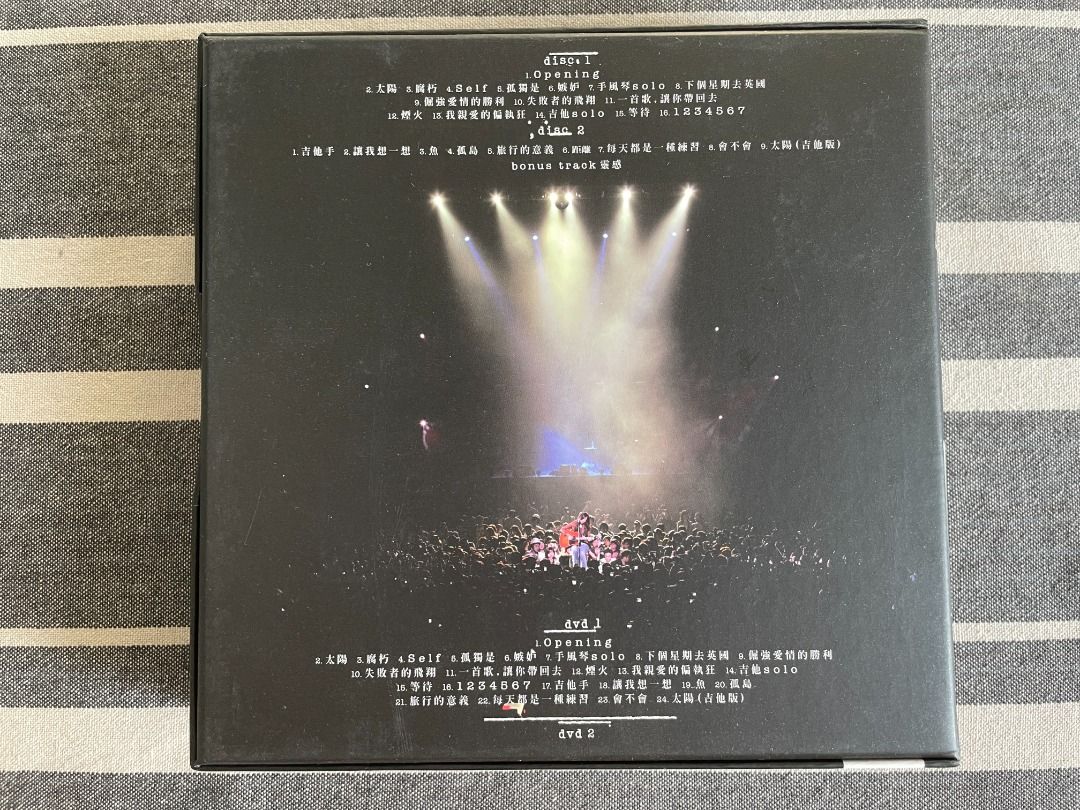 disc 1
1.Opening
2.太陽 3.腐朽 4.Self 5.孤獨是 6.嫉妒 7.手風琴solo 8.下個星期去英國
9.倔強愛情的勝利 10.失敗者的飛翔 11.一首歌,讓你帶回去
12.煙火 13.我親愛的偏執狂 14.吉他solo 15.等待 16.1234567
disc 2
1.吉他手 2.讓我想一想 3.魚 4.孤島 5.旅行的意義 6.距離 7.每天都是一種練習 8.會不會 9.太陽(吉他版)
bonus track靈感
dvd 1
1.Opening
2.太陽 3.腐朽 4.Self 5.孤獨是 6.嫉妒 7.手風琴solo 8.下個星期去英國 9.倔強愛情的勝利
10.失敗者的飛翔 11.一首歌,讓你帶回去 12.煙火 13.我親愛的偏執狂 14.吉他solo
15.等待 16.1234567 17.吉他手 18.讓我想一想 19.魚 20.孤島
21.旅行的意義 22.每天都是一種練習 23.會不會 24.太陽(吉他版)
dvd 2